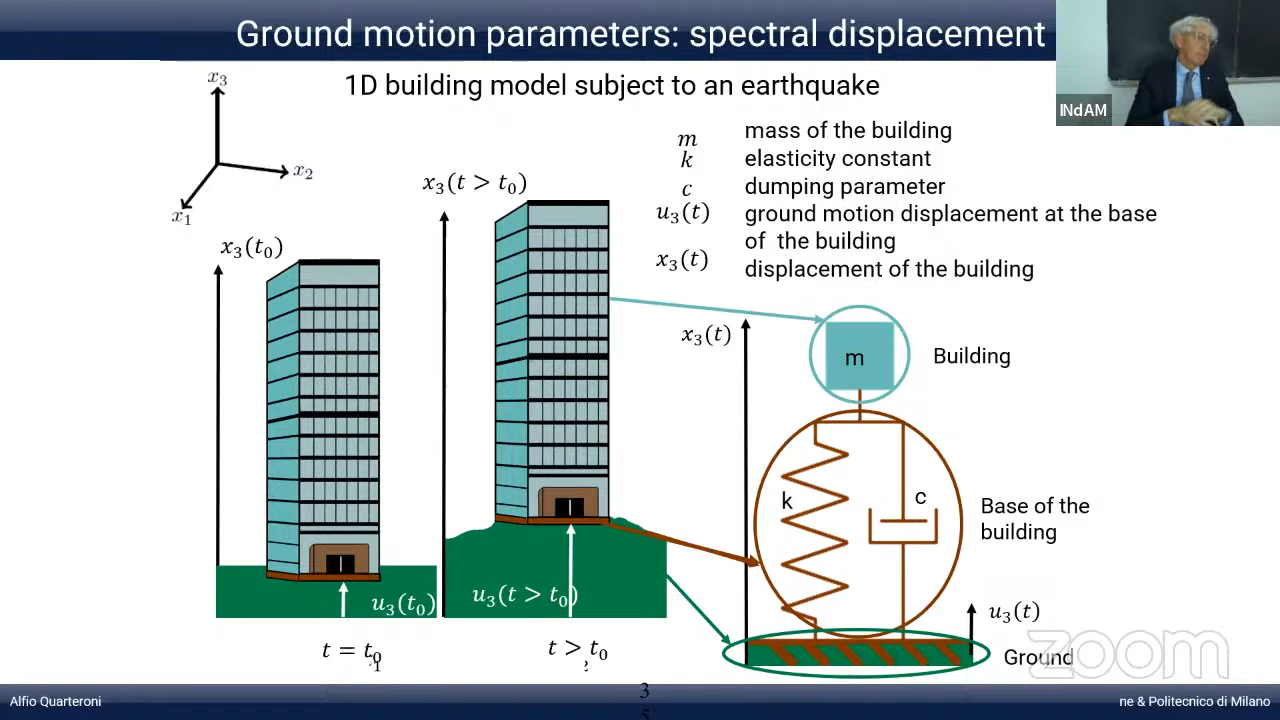 Ground motion parameters: spectral displacement
1D building model subject to an earthquake
INdAM
x₃
x₂
x₁
m mass of the building
k elasticity constant
c dumping parameter
u₃(t) ground motion displacement at the base
of the building
x₃(t) displacement of the building
x₃(t₀)
x₃(t > t₀)
x₃(t)
m
Building
k
c
Base of the
building
u₃(t₀)
u₃(t > t₀)
u₃(t)
Ground
t = t₀
t > t₀
zoom
Alfio Quarteroni
3
5
ne & Politecnico di Milano